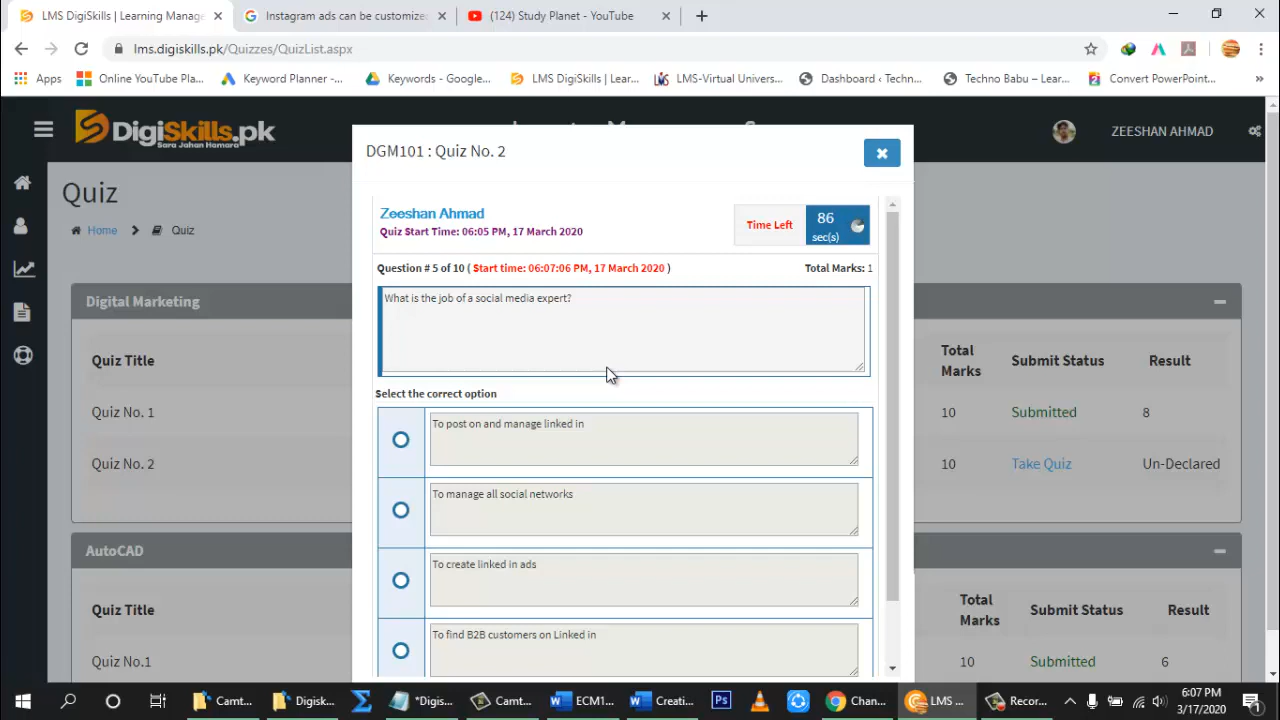 LMS DigiSkills | Learning Manage
Instagram ads can be customize
(124) Study Planet - YouTube
lms.digiskills.pk/Quizzes/QuizList.aspx
Apps
Online YouTube Pla...
Keyword Planner -...
Keywords - Google...
LMS DigiSkills | Lear...
LMS-Virtual Univers...
Dashboard ‹ Techn...
Techno Babu – Lear...
Convert PowerPoint...
DigiSkills.pk
Sara Jahan Hamara
ZEESHAN AHMAD
Quiz
Home
Quiz
DGM101 : Quiz No. 2
Zeeshan Ahmad
Quiz Start Time: 06:05 PM, 17 March 2020
Time Left
86
sec(s)
Question # 5 of 10 ( Start time: 06:07:06 PM, 17 March 2020 )
Total Marks: 1
What is the job of a social media expert?
Select the correct option
To post on and manage linked in
To manage all social networks
To create linked in ads
To find B2B customers on Linked in
Digital Marketing
Quiz Title
Total
Marks
Submit Status
Result
Quiz No. 1
10
Submitted
8
Quiz No. 2
10
Take Quiz
Un-Declared
AutoCAD
Quiz Title
Total
Marks
Submit Status
Result
Quiz No.1
10
Submitted
6
Camt...
Digisk...
*Digis...
Camt...
ECM1...
Creati...
Ps
Chan...
LMS ...
Recor...
6:07 PM
3/17/2020
1